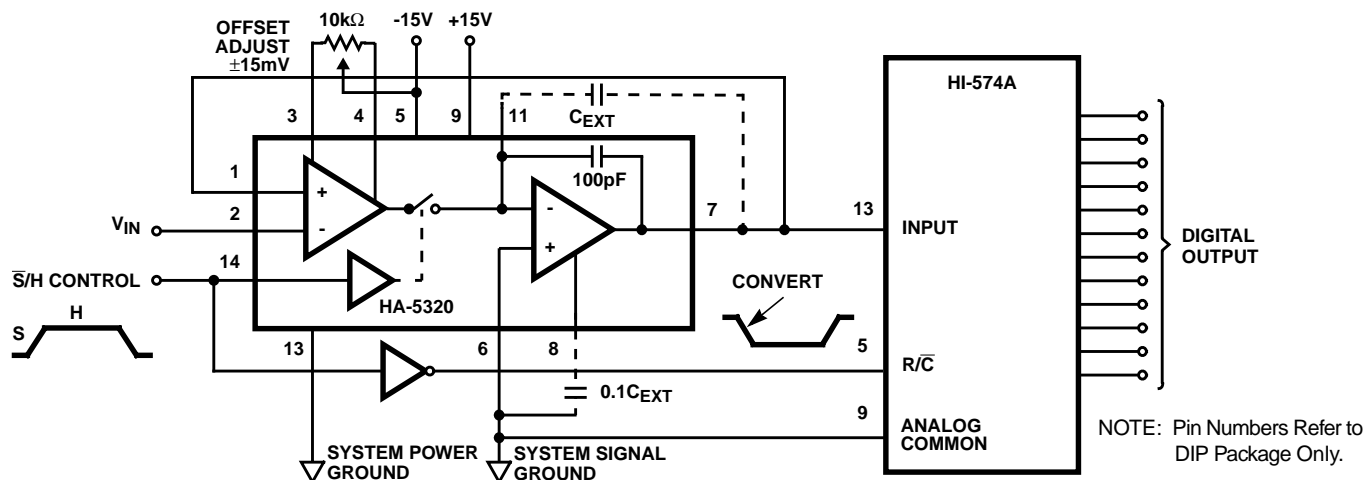 OFFSET
ADJUST
±15mV
10kΩ
-15V
+15V
3
4
5
9
11
C_EXT
100pF
1
+
2
-
V_IN
-
+
7
14
S̅/H CONTROL
HA-5320
S
H
13
6
8
0.1C_EXT
SYSTEM POWER
GROUND
SYSTEM SIGNAL
GROUND
CONVERT
HI-574A
13
INPUT
5
R/C̅
9
ANALOG
COMMON
DIGITAL
OUTPUT
NOTE: Pin Numbers Refer to
DIP Package Only.